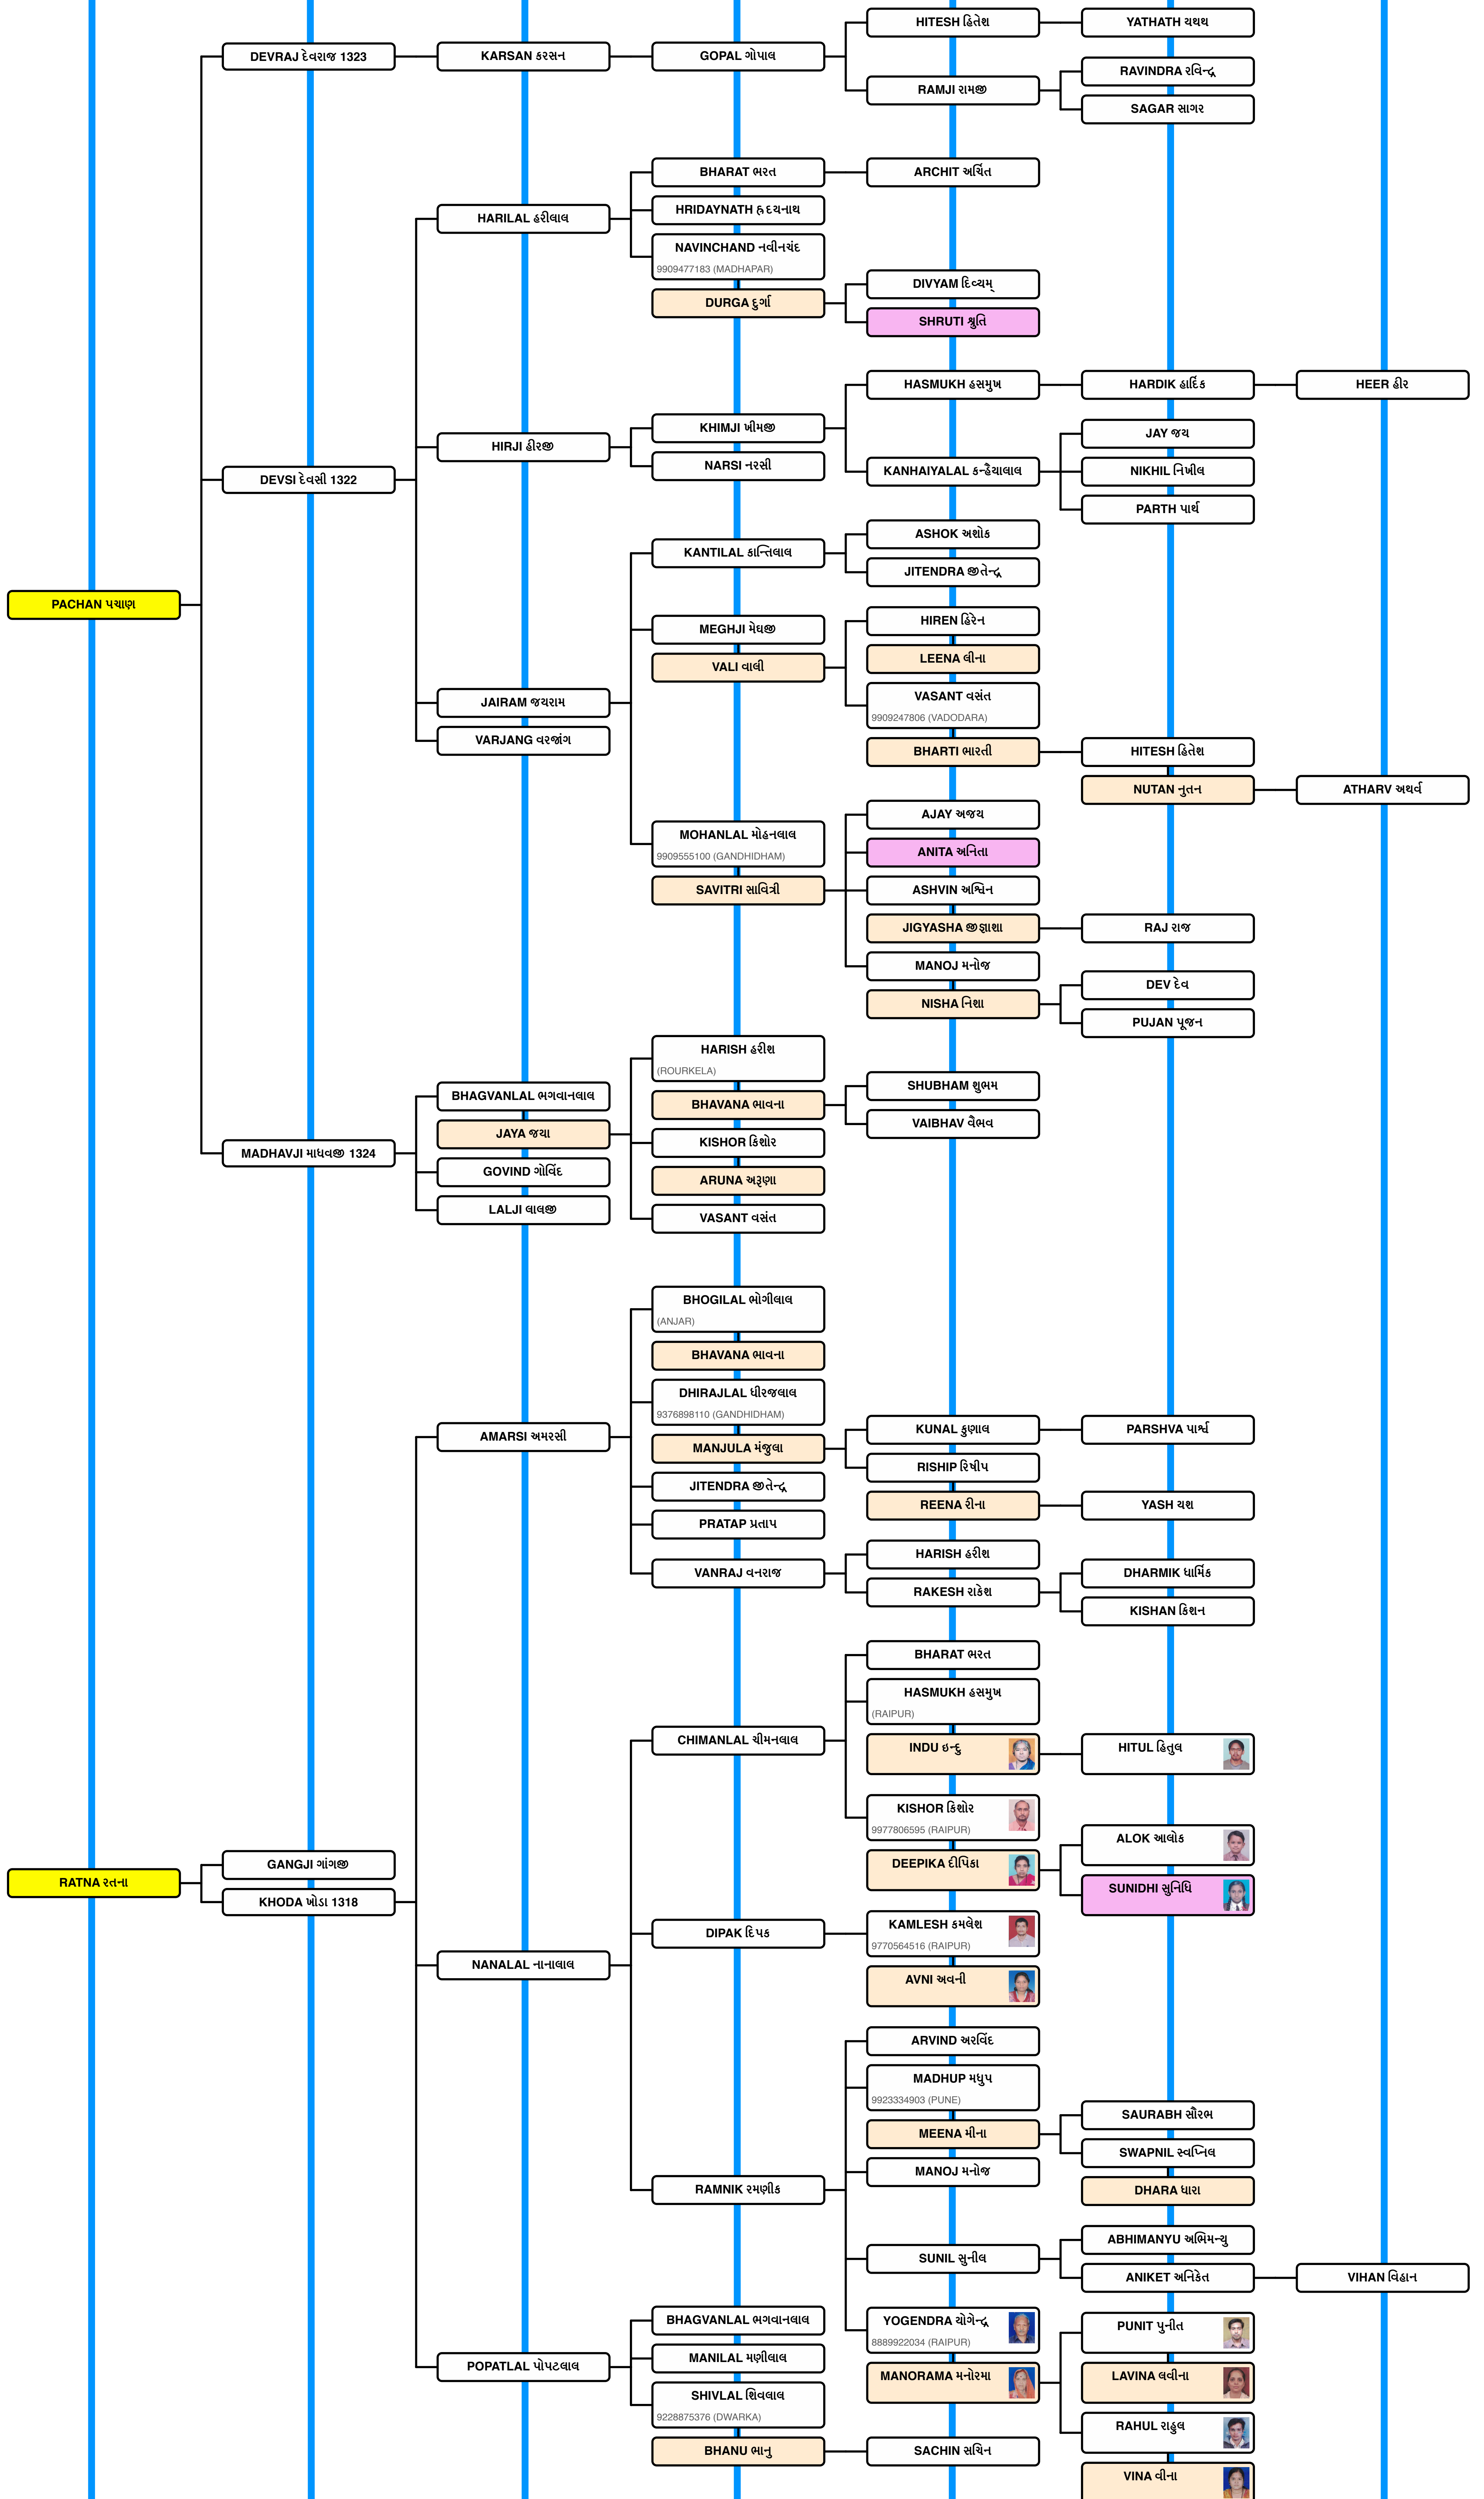 HITESH હિતેશ
YATHATH યથથ
DEVRAJ દેવરાજ 1323
KARSAN કરસન
GOPAL ગોપાલ
RAVINDRA રવિન્દ્ર
RAMJI રામજી
SAGAR સાગર
BHARAT ભરત
ARCHIT અર્ચિત
HARILAL હરીલાલ
HRIDAYNATH હ્રદયનાથ
NAVINCHAND નવીનચંદ
9909477183 (MADHAPAR)
DIVYAM દિવ્યમ્
DURGA દુર્ગા
SHRUTI શ્રુતિ
HASMUKH હસમુખ
HARDIK હાર્દિક
HEER હીર
KHIMJI ખીમજી
JAY જય
HIRJI હીરજી
NARSI નરસી
KANHAIYALAL કન્હૈયાલાલ
NIKHIL નિખીલ
DEVSI દેવસી 1322
PARTH પાર્થ
ASHOK અશોક
KANTILAL કાન્તિલાલ
JITENDRA જીતેન્દ્ર
PACHAN પચાણ
HIREN હિરેન
MEGHJI મેઘજી
LEENA લીના
VALI વાલી
VASANT વસંત
9909247806 (VADODARA)
JAIRAM જયરામ
VARJANG વરજાંગ
BHARTI ભારતી
HITESH હિતેશ
NUTAN નુતન
ATHARV અથર્વ
AJAY અજય
MOHANLAL મોહનલાલ
9909555100 (GANDHIDHAM)
ANITA અનિતા
SAVITRI સાવિત્રી
ASHVIN અશ્વિન
JIGYASHA જીજ્ઞાશા
RAJ રાજ
MANOJ મનોજ
DEV દેવ
NISHA નિશા
PUJAN પૂજન
HARISH હરીશ
(ROURKELA)
SHUBHAM શુભમ
BHAGVANLAL ભગવાનલાલ
BHAVANA ભાવના
VAIBHAV વૈભવ
JAYA જયા
KISHOR કિશોર
MADHAVJI માધવજી 1324
GOVIND ગોવિંદ
ARUNA અરૂણા
LALJI લાલજી
VASANT વસંત
BHOGILAL ભોગીલાલ
(ANJAR)
BHAVANA ભાવના
DHIRAJLAL ધીરજલાલ
9376898110 (GANDHIDHAM)
KUNAL કુણાલ
PARSHVA પાર્શ્વ
AMARSI અમરસી
MANJULA મંજુલા
RISHIP રિષીપ
JITENDRA જીતેન્દ્ર
REENA રીના
YASH યશ
PRATAP પ્રતાપ
HARISH હરીશ
VANRAJ વનરાજ
DHARMIK ધાર્મિક
RAKESH રાકેશ
KISHAN કિશન
BHARAT ભરત
HASMUKH હસમુખ
(RAIPUR)
CHIMANLAL ચીમનલાલ
INDU ઇન્દુ
HITUL હિતુલ
KISHOR કિશોર
9977806595 (RAIPUR)
ALOK આલોક
DEEPIKA દીપિકા
GANGJI ગાંગજી
RATNA રતના
SUNIDHI સુનિધિ
KHODA ખોડા 1318
KAMLESH કમલેશ
9770564516 (RAIPUR)
DIPAK દિપક
NANALAL નાનાલાલ
AVNI અવની
ARVIND અરવિંદ
MADHUP મધુપ
9923334903 (PUNE)
SAURABH સૌરભ
MEENA મીના
SWAPNIL સ્વપ્નિલ
MANOJ મનોજ
RAMNIK રમણીક
DHARA ધારા
ABHIMANYU અભિમન્યુ
SUNIL સુનીલ
ANIKET અનિકેત
VIHAN વિહાન
BHAGVANLAL ભગવાનલાલ
YOGENDRA યોગેન્દ્ર
8889922034 (RAIPUR)
PUNIT પુનીત
MANILAL મણીલાલ
POPATLAL પોપટલાલ
MANORAMA મનોરમા
LAVINA લવીના
SHIVLAL શિવલાલ
9228875376 (DWARKA)
RAHUL રાહુલ
BHANU ભાનુ
SACHIN સચિન
VINA વીના